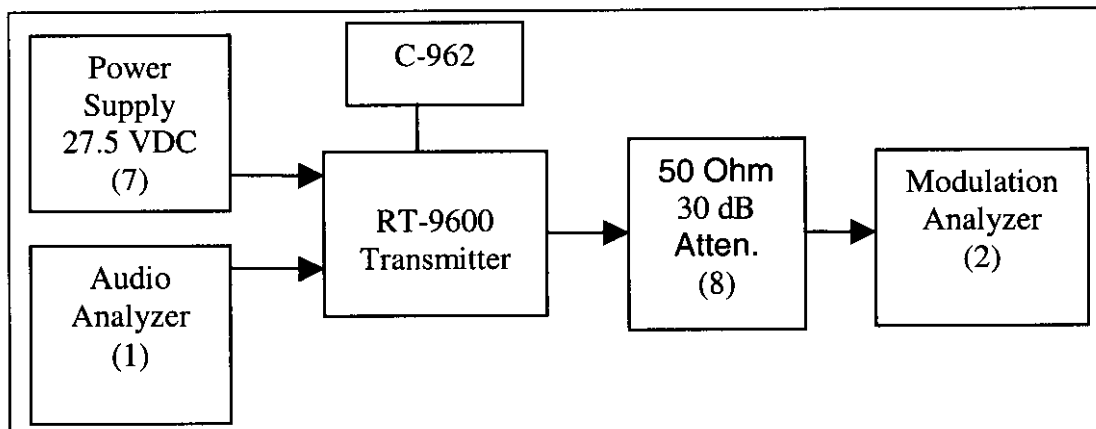 Power
Supply
27.5 VDC
(7)
C-962
RT-9600
Transmitter
50 Ohm
30 dB
Atten.
(8)
Modulation
Analyzer
(2)
Audio
Analyzer
(1)